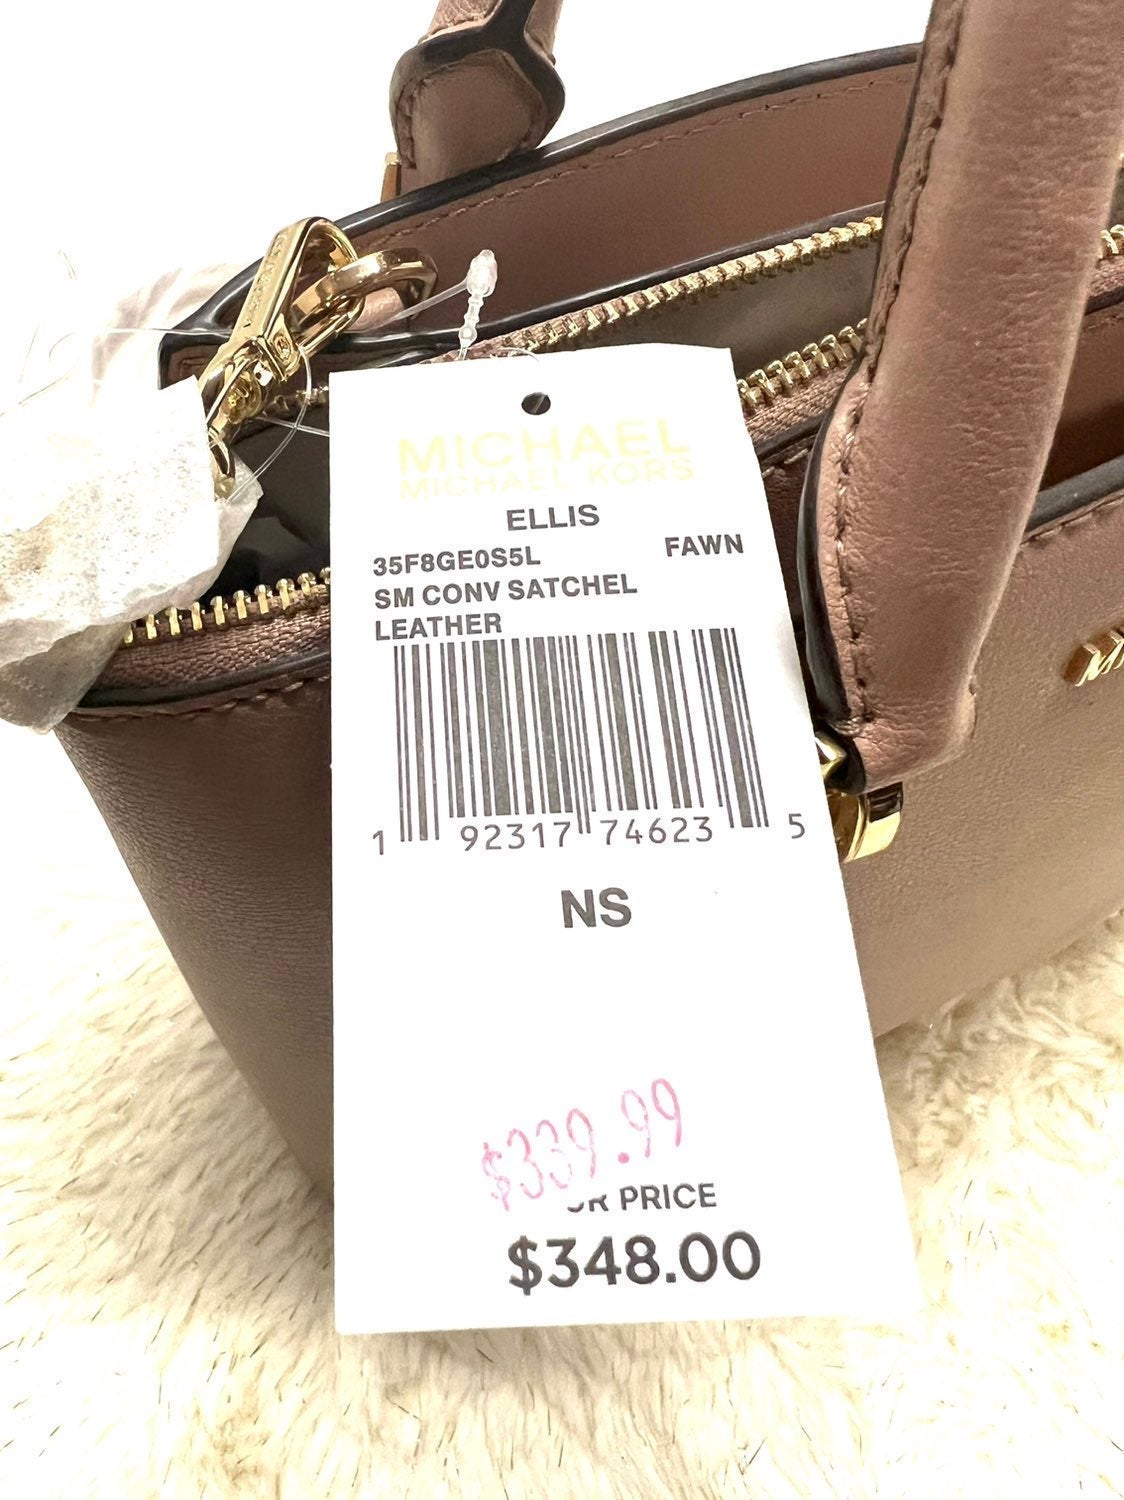 MICHAEL
MICHAEL KORS
ELLIS
35F8GE0S5L FAWN
SM CONV SATCHEL
LEATHER
1 92317 74623 5
NS
$339.99
PRICE
$348.00